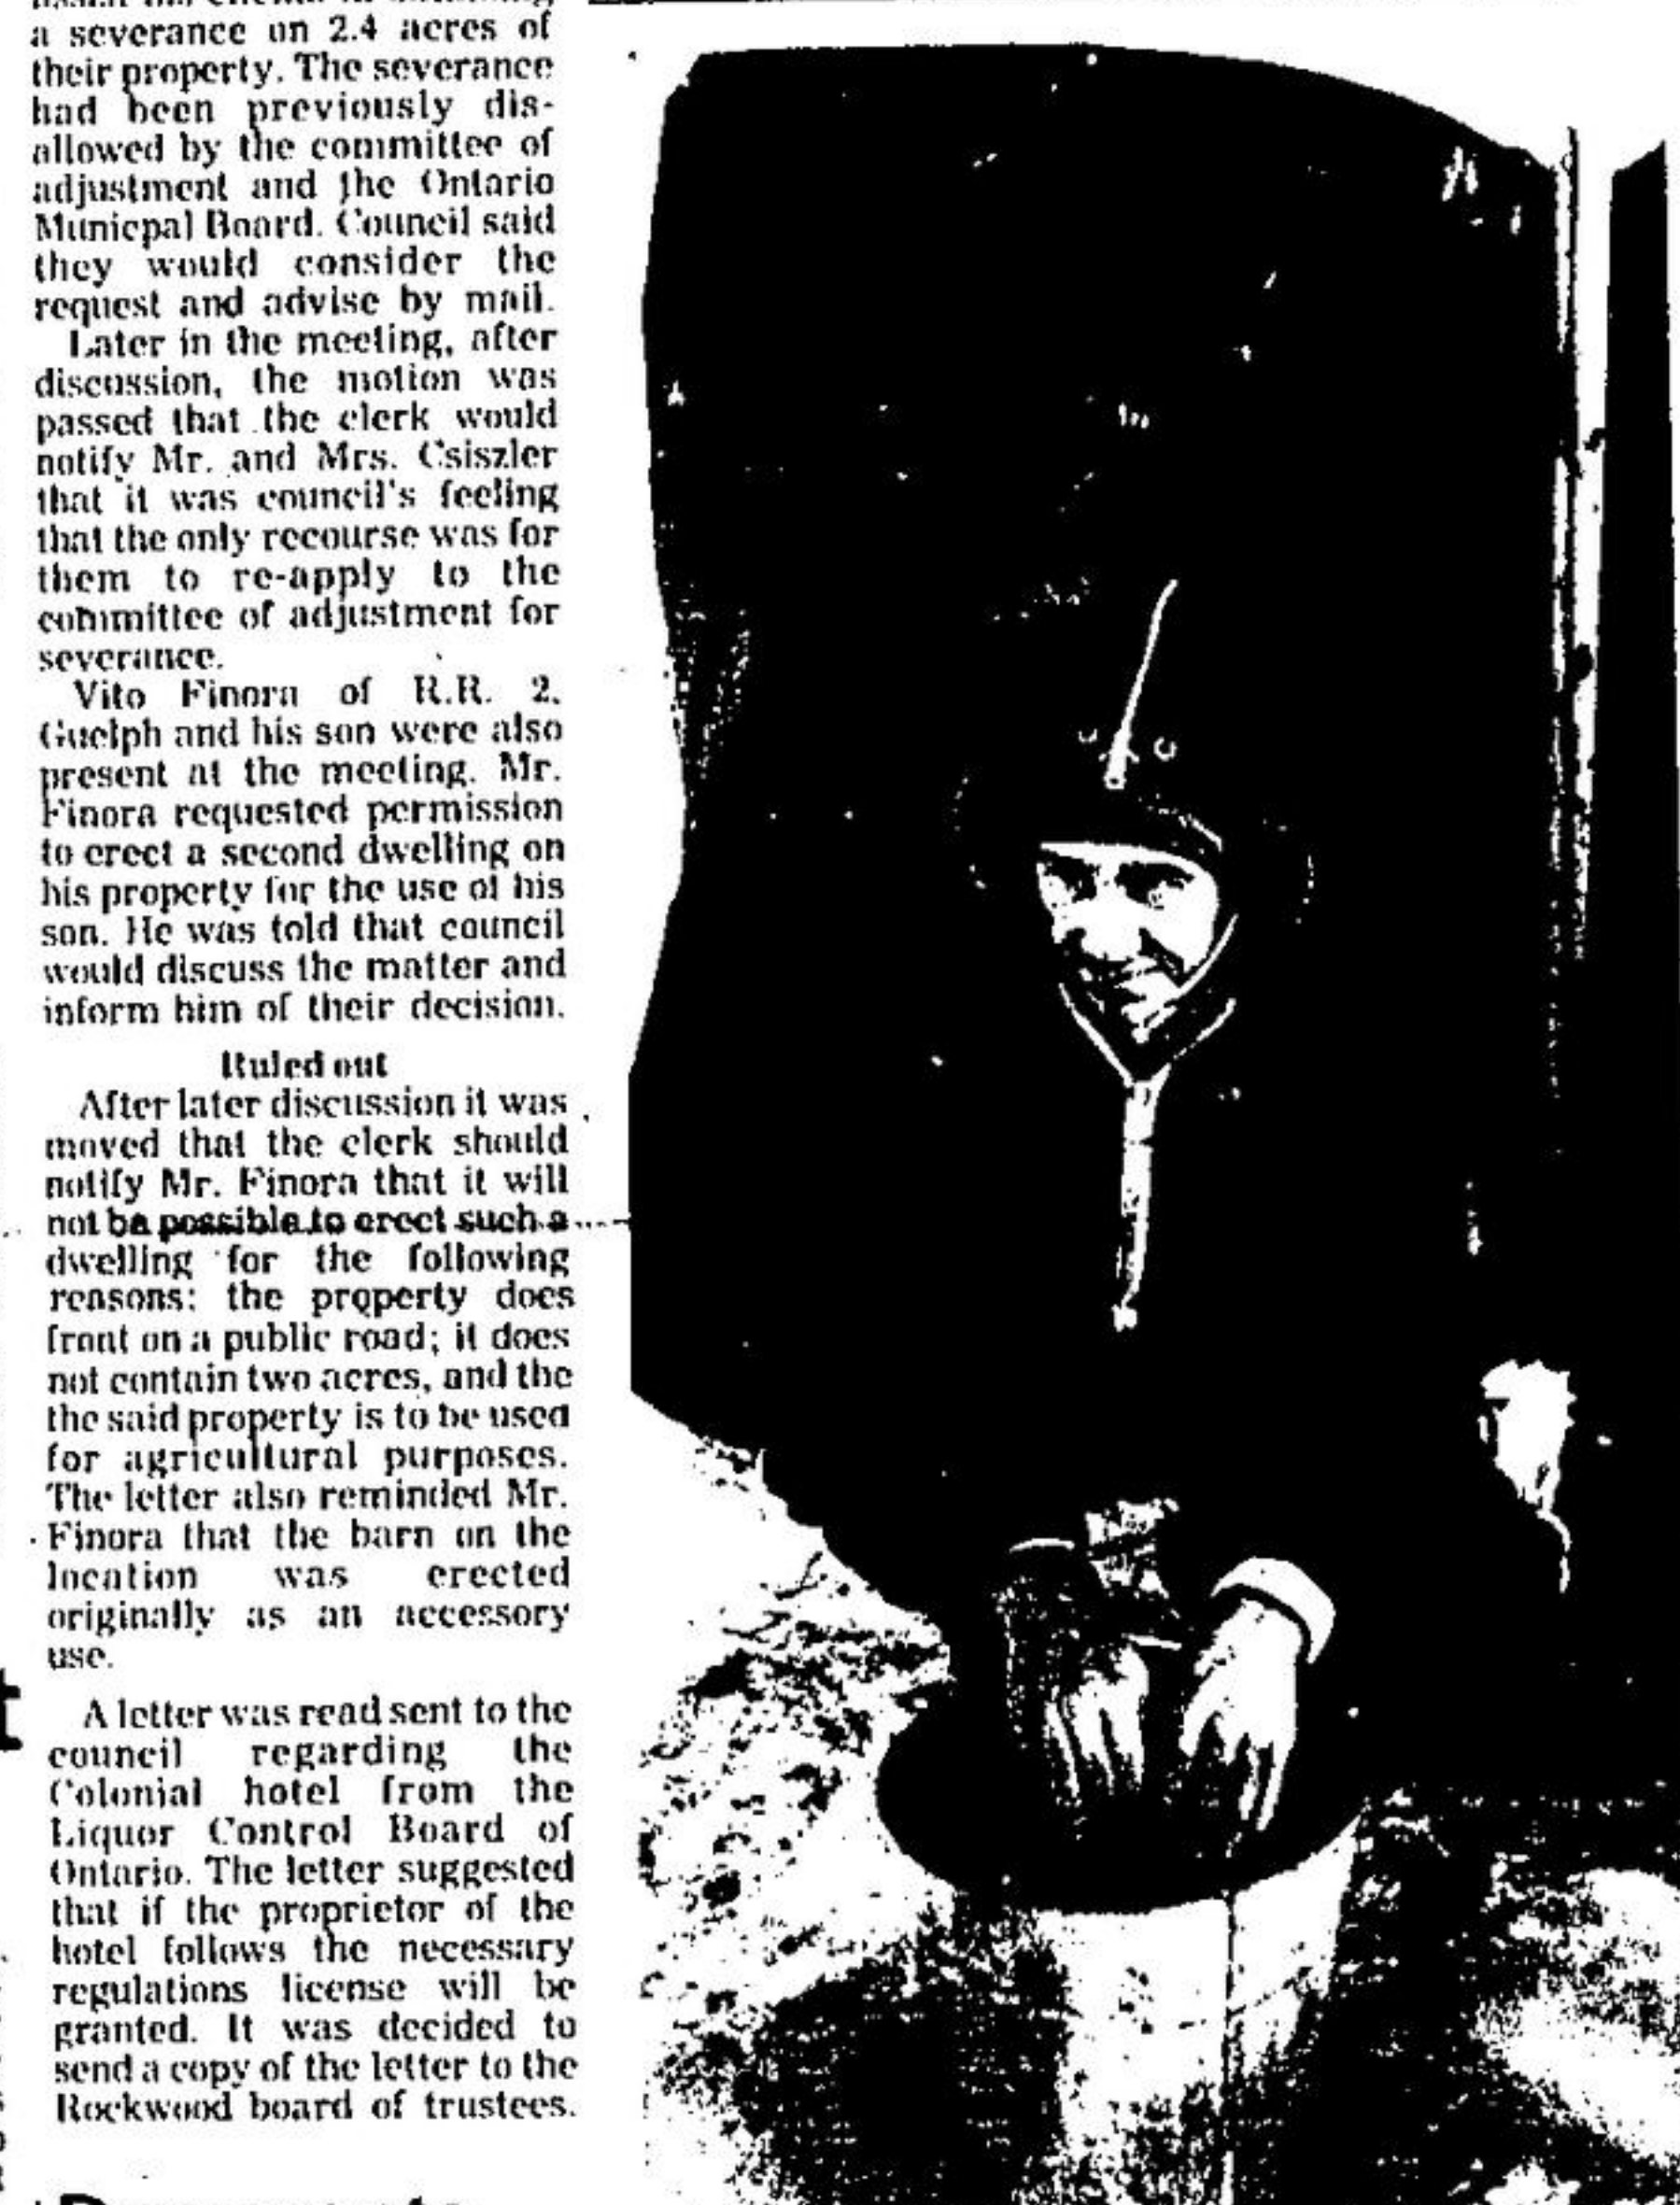 a severance on 2.4 acres of
their property. The severance
had been previously dis-
allowed by the committee of
adjustment and the Ontario
Municpal Board. Council said
they would consider the
request and advise by mail.
Later in the meeting, after
discussion, the motion was
passed that the clerk would
notify Mr. and Mrs. Csiszler
that it was council's feeling
that the only recourse was for
them to re-apply to the
committee of adjustment for
severance.
Vito Finora of R.R. 2,
Guelph and his son were also
present at the meeting. Mr.
Finora requested permission
to erect a second dwelling on
his property for the use of his
son. He was told that council
would discuss the matter and
inform him of their decision.
Ruled out
After later discussion it was
moved that the clerk should
notify Mr. Finora that it will
not be possible to erect such a
dwelling for the following
reasons: the property does
front on a public road; it does
not contain two acres, and the
the said property is to be used
for agricultural purposes.
The letter also reminded Mr.
Finora that the barn on the
location was erected
originally as an accessory
use.
A letter was read sent to the
council regarding the
Colonial hotel from the
Liquor Control Board of
Ontario. The letter suggested
that if the proprietor of the
hotel follows the necessary
regulations license will be
granted. It was decided to
send a copy of the letter to the
Rockwood board of trustees.